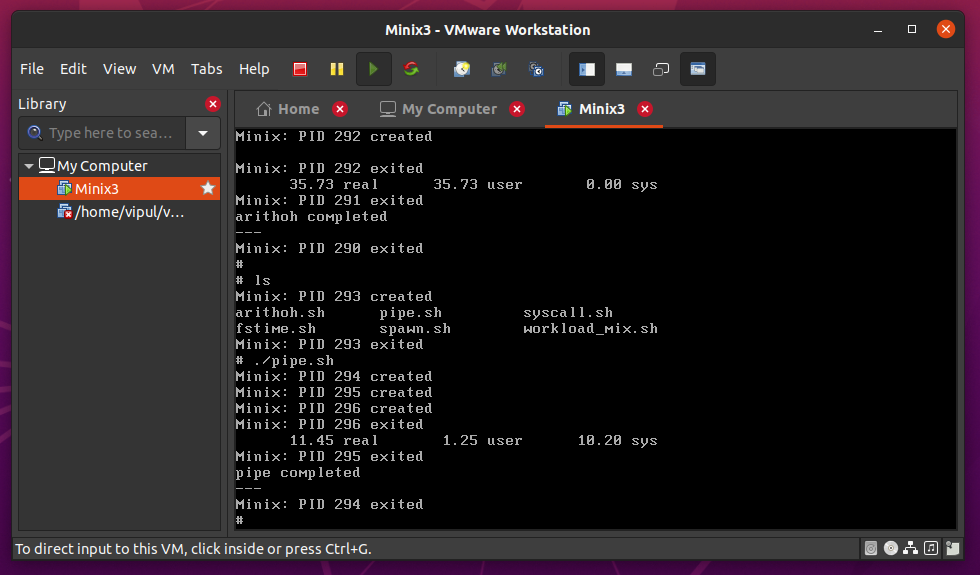 Minix3 - VMware Workstation
File Edit View VM Tabs Help
Library
Type here to sea...
My Computer
Minix3
/home/vipul/v...
Home My Computer Minix3
Minix: PID 292 created
Minix: PID 292 exited
35.73 real 35.73 user 0.00 sys
Minix: PID 291 exited
arithoh completed
---
Minix: PID 290 exited
#
# ls
Minix: PID 293 created
arithoh.sh pipe.sh syscall.sh
fstime.sh spawn.sh workload_mix.sh
Minix: PID 293 exited
# ./pipe.sh
Minix: PID 294 created
Minix: PID 295 created
Minix: PID 296 created
Minix: PID 296 exited
11.45 real 1.25 user 10.20 sys
Minix: PID 295 exited
pipe completed
---
Minix: PID 294 exited
#
To direct input to this VM, click inside or press Ctrl+G.